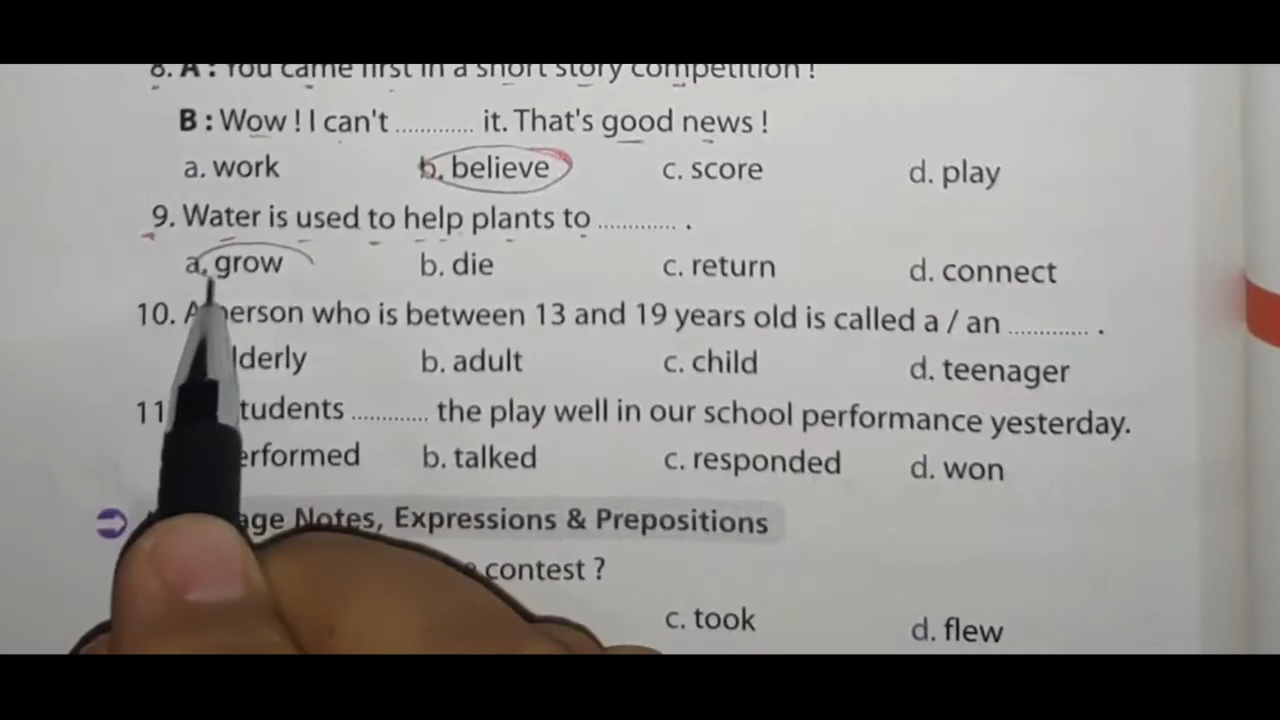 8. A : You came first in a short story competition !
B : Wow ! I can't ............ it. That's good news !
a. work b. believe c. score d. play
9. Water is used to help plants to ............ .
a. grow b. die c. return d. connect
10. A person who is between 13 and 19 years old is called a / an ............ .
lderly b. adult c. child d. teenager
11 tudents ............ the play well in our school performance yesterday.
erformed b. talked c. responded d. won
age Notes, Expressions & Prepositions
contest ?
c. took d. flew